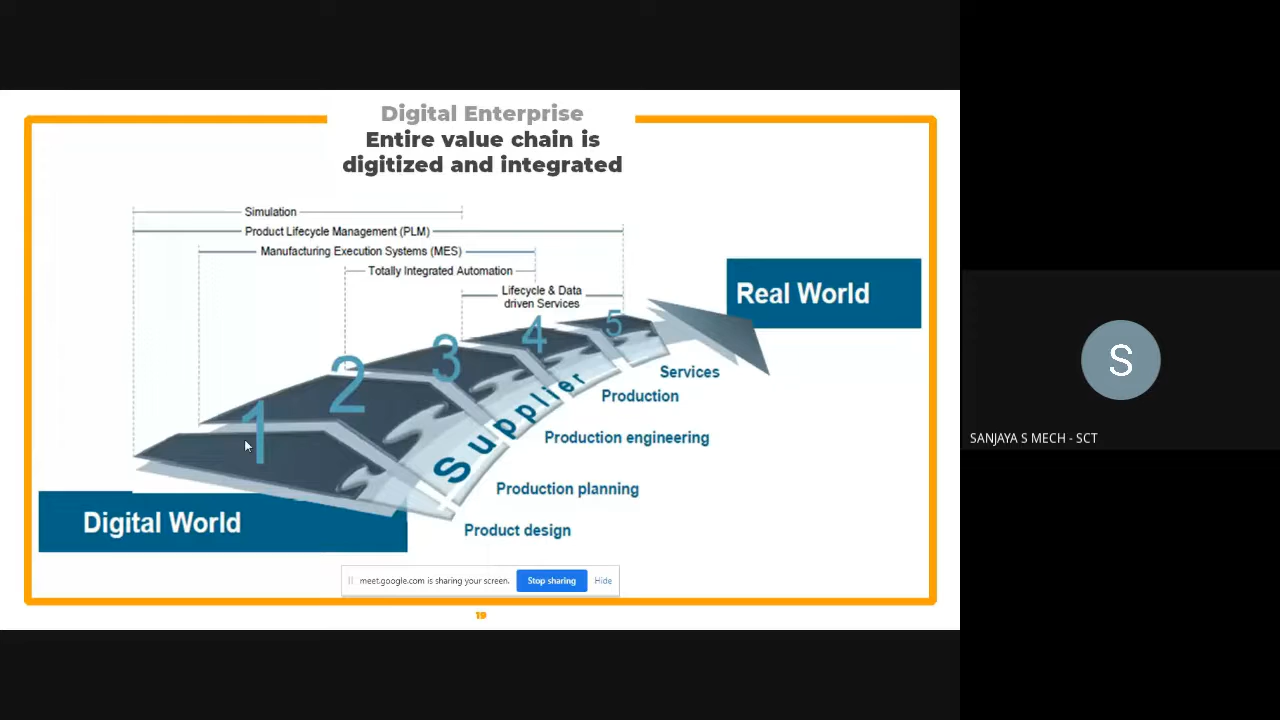 Digital Enterprise
Entire value chain is
digitized and integrated
Simulation
Product Lifecycle Management (PLM)
Manufacturing Execution Systems (MES)
Totally Integrated Automation
Lifecycle & Data
driven Services
Real World
1
2
3
4
5
Supplier
Services
Production
Production engineering
Production planning
Product design
Digital World
meet.google.com is sharing your screen. Stop sharing Hide
19
S
SANJAYA S MECH - SCT